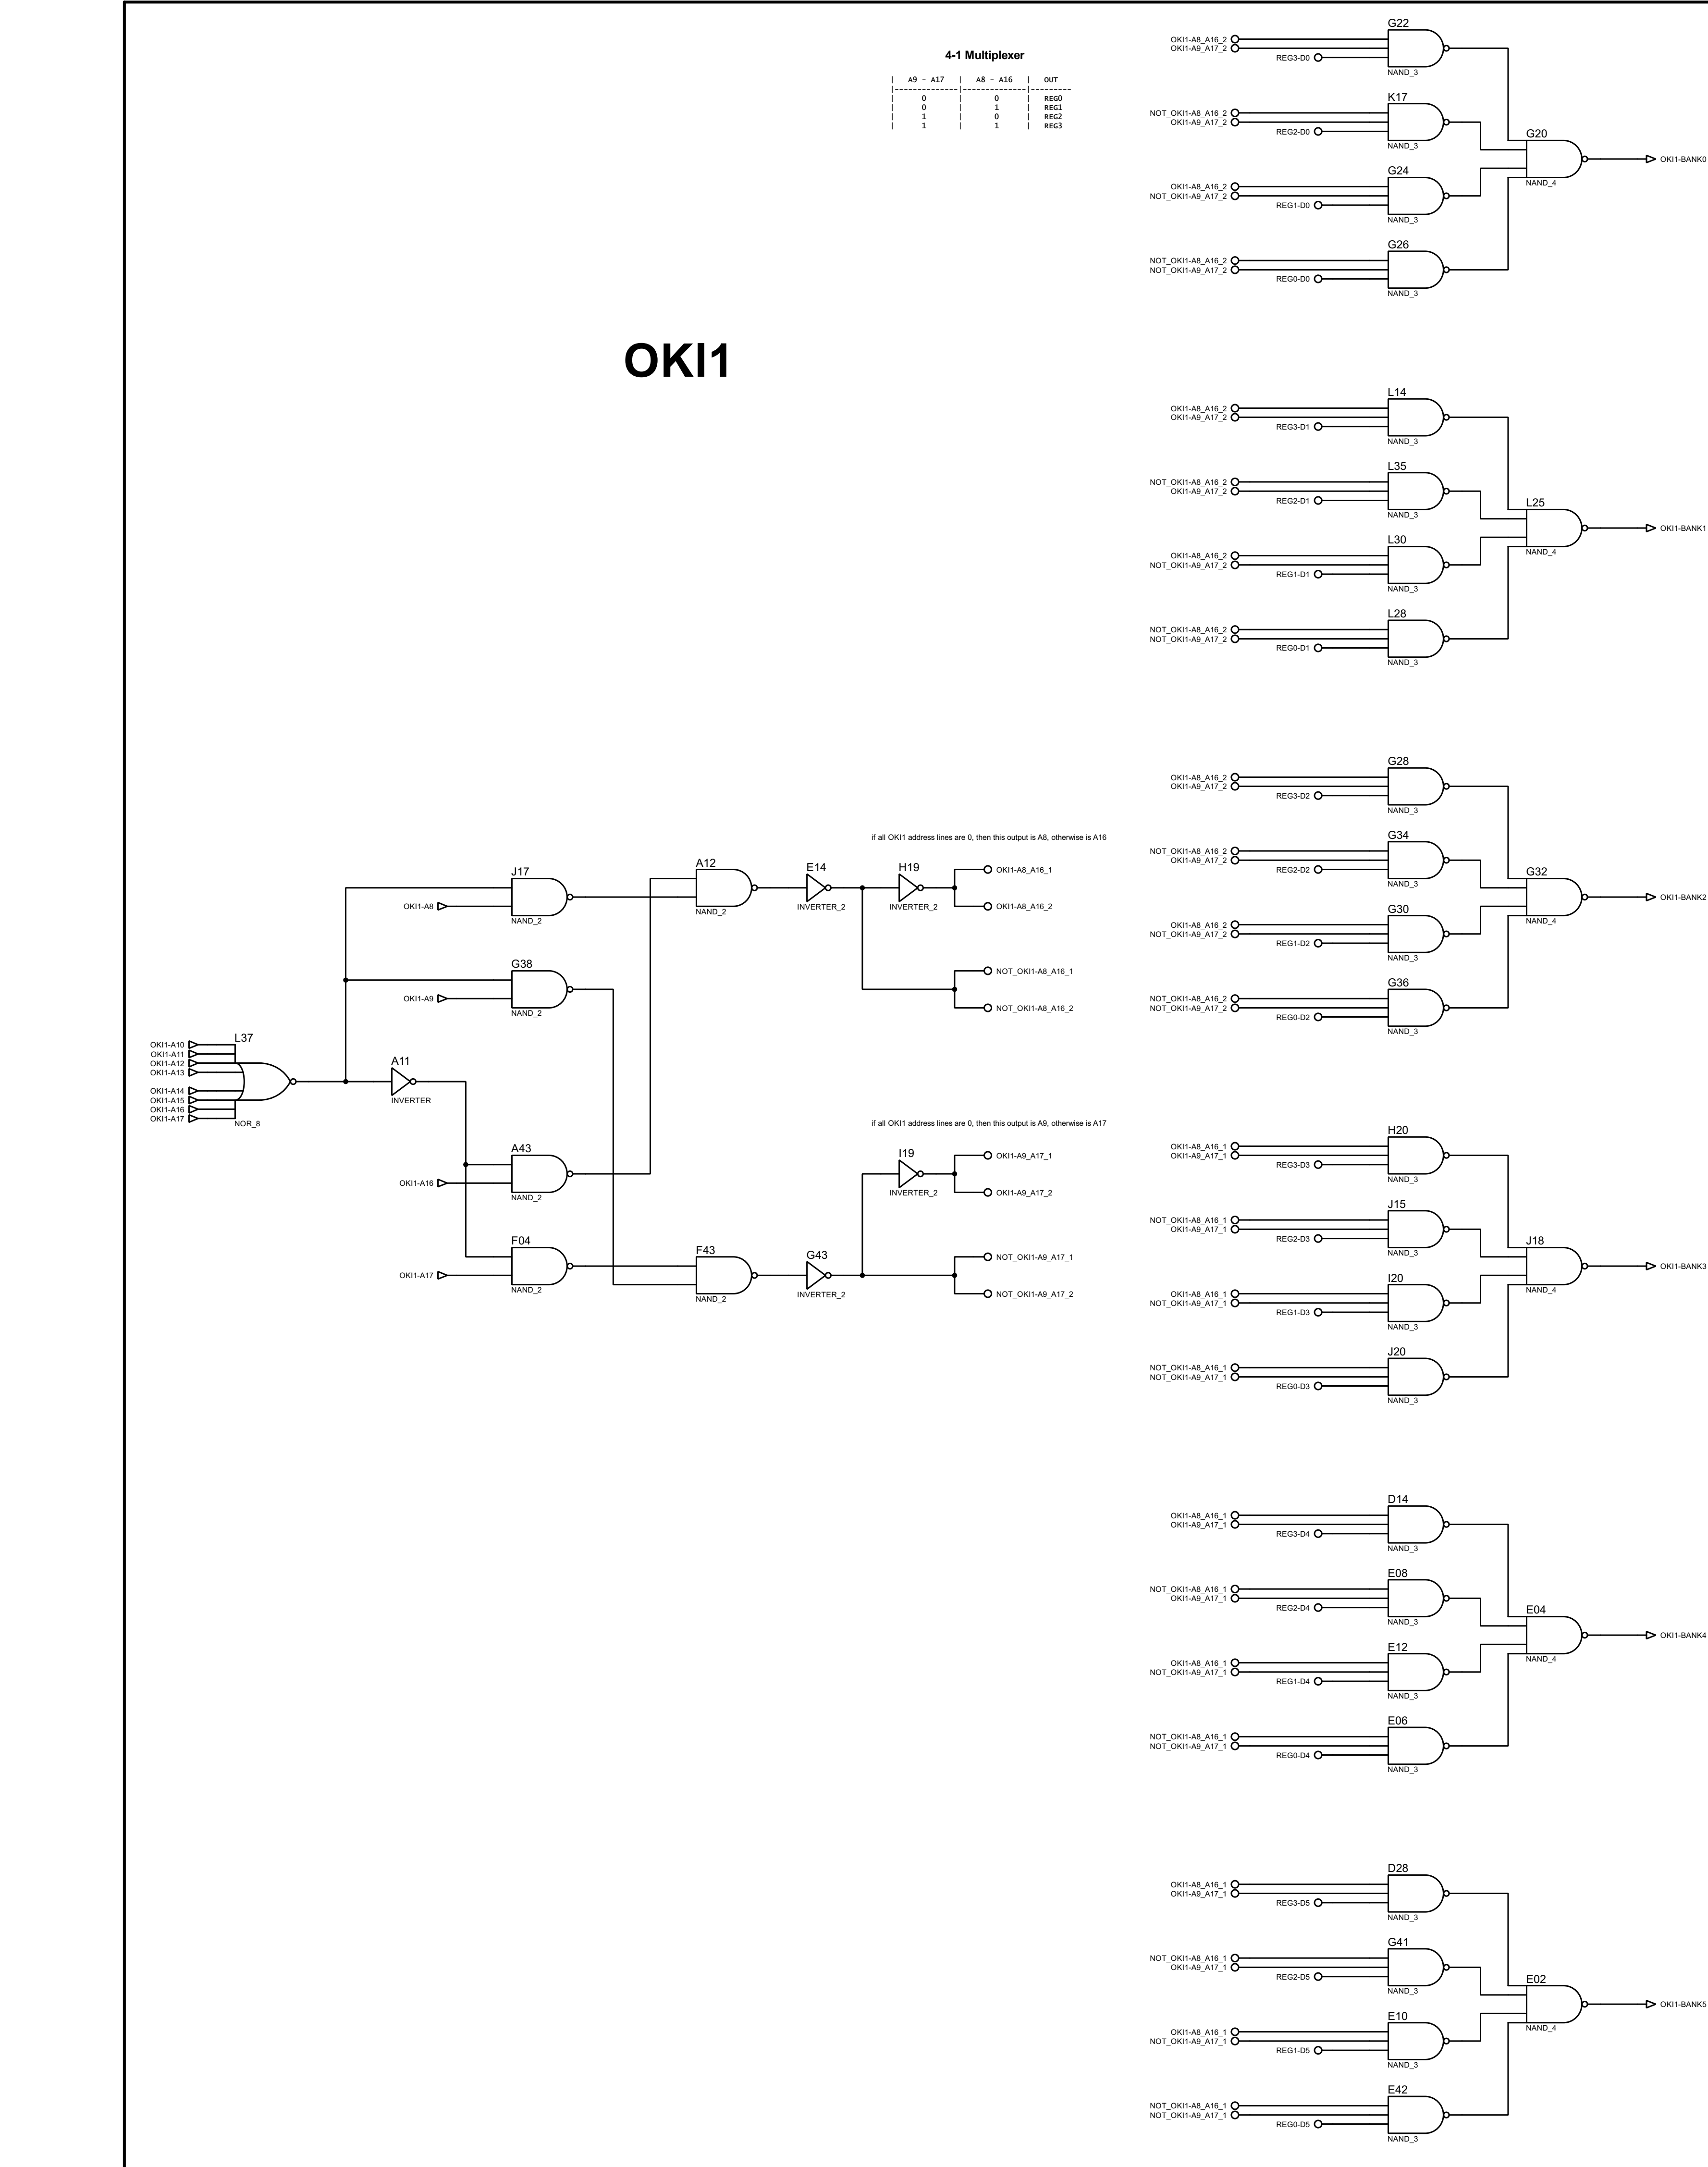 4-1 Multiplexer
| A9 - A17 | A8 - A16 | OUT
|--------------|--------------|---------
| 0 | 0 | REG0
| 0 | 1 | REG1
| 1 | 0 | REG2
| 1 | 1 | REG3
OKI1
G22
OKI1-A8_A16_2
OKI1-A9_A17_2
REG3-D0
NAND_3
K17
NOT_OKI1-A8_A16_2
OKI1-A9_A17_2
REG2-D0
NAND_3
G20
OKI1-BANK0
NAND_4
G24
OKI1-A8_A16_2
NOT_OKI1-A9_A17_2
REG1-D0
NAND_3
G26
NOT_OKI1-A8_A16_2
NOT_OKI1-A9_A17_2
REG0-D0
NAND_3
L14
OKI1-A8_A16_2
OKI1-A9_A17_2
REG3-D1
NAND_3
L35
NOT_OKI1-A8_A16_2
OKI1-A9_A17_2
REG2-D1
NAND_3
L25
OKI1-BANK1
NAND_4
L30
OKI1-A8_A16_2
NOT_OKI1-A9_A17_2
REG1-D1
NAND_3
L28
NOT_OKI1-A8_A16_2
NOT_OKI1-A9_A17_2
REG0-D1
NAND_3
G28
OKI1-A8_A16_2
OKI1-A9_A17_2
REG3-D2
NAND_3
G34
NOT_OKI1-A8_A16_2
OKI1-A9_A17_2
REG2-D2
NAND_3
G32
OKI1-BANK2
NAND_4
G30
OKI1-A8_A16_2
NOT_OKI1-A9_A17_2
REG1-D2
NAND_3
G36
NOT_OKI1-A8_A16_2
NOT_OKI1-A9_A17_2
REG0-D2
NAND_3
if all OKI1 address lines are 0, then this output is A8, otherwise is A16
J17
OKI1-A8
NAND_2
A12
NAND_2
E14
INVERTER_2
H19
INVERTER_2
OKI1-A8_A16_1
OKI1-A8_A16_2
NOT_OKI1-A8_A16_1
NOT_OKI1-A8_A16_2
G38
OKI1-A9
NAND_2
L37
OKI1-A10
OKI1-A11
OKI1-A12
OKI1-A13
OKI1-A14
OKI1-A15
OKI1-A16
OKI1-A17
NOR_8
A11
INVERTER
if all OKI1 address lines are 0, then this output is A9, otherwise is A17
A43
OKI1-A16
NAND_2
F04
OKI1-A17
NAND_2
F43
NAND_2
G43
INVERTER_2
I19
INVERTER_2
OKI1-A9_A17_1
OKI1-A9_A17_2
NOT_OKI1-A9_A17_1
NOT_OKI1-A9_A17_2
H20
OKI1-A8_A16_1
OKI1-A9_A17_1
REG3-D3
NAND_3
J15
NOT_OKI1-A8_A16_1
OKI1-A9_A17_1
REG2-D3
NAND_3
J18
OKI1-BANK3
NAND_4
I20
OKI1-A8_A16_1
NOT_OKI1-A9_A17_1
REG1-D3
NAND_3
J20
NOT_OKI1-A8_A16_1
NOT_OKI1-A9_A17_1
REG0-D3
NAND_3
D14
OKI1-A8_A16_1
OKI1-A9_A17_1
REG3-D4
NAND_3
E08
NOT_OKI1-A8_A16_1
OKI1-A9_A17_1
REG2-D4
NAND_3
E04
OKI1-BANK4
NAND_4
E12
OKI1-A8_A16_1
NOT_OKI1-A9_A17_1
REG1-D4
NAND_3
E06
NOT_OKI1-A8_A16_1
NOT_OKI1-A9_A17_1
REG0-D4
NAND_3
D28
OKI1-A8_A16_1
OKI1-A9_A17_1
REG3-D5
NAND_3
G41
NOT_OKI1-A8_A16_1
OKI1-A9_A17_1
REG2-D5
NAND_3
E02
OKI1-BANK5
NAND_4
E10
OKI1-A8_A16_1
NOT_OKI1-A9_A17_1
REG1-D5
NAND_3
E42
NOT_OKI1-A8_A16_1
NOT_OKI1-A9_A17_1
REG0-D5
NAND_3